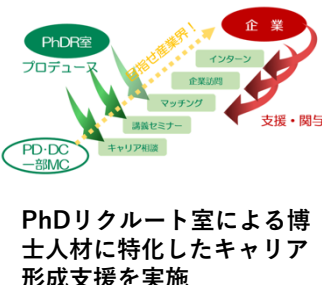 企 業
PhDR室
プロデュース
目指せ産業界！
インターン
企業訪問
マッチング
講義セミナー
キャリア相談
支援・関与
PD・DC
一部MC
PhDリクルート室による博
士人材に特化したキャリア
形成支援を実施